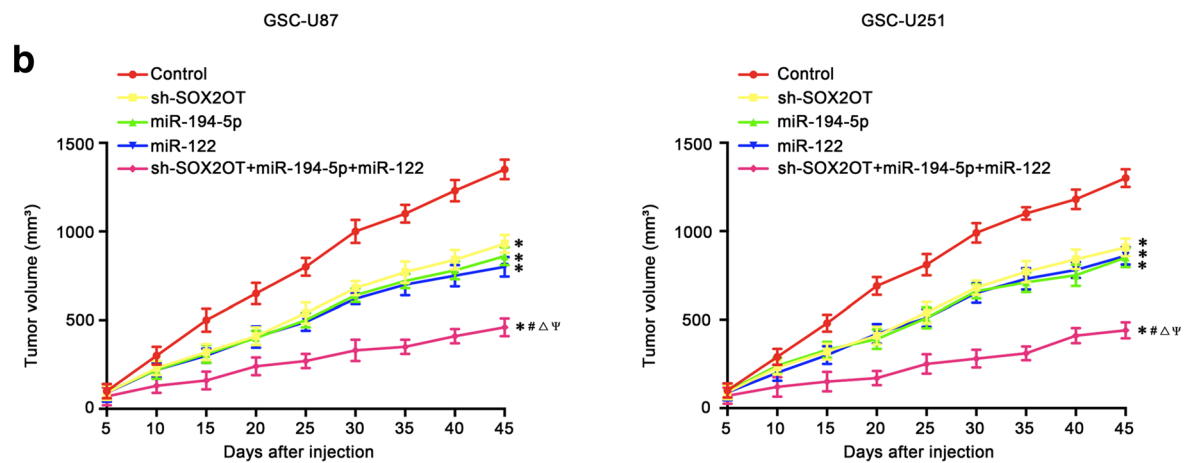 GSC-U87
GSC-U251
b
Control
sh-SOX2OT
miR-194-5p
miR-122
sh-SOX2OT+miR-194-5p+miR-122
Tumor volume (mm³)
1500
1000
500
0
*
*
*
*#△Ψ
5 10 15 20 25 30 35 40 45
Days after injection
Control
sh-SOX2OT
miR-194-5p
miR-122
sh-SOX2OT+miR-194-5p+miR-122
Tumor volume (mm³)
1500
1000
500
0
*
*
*
*#△Ψ
5 10 15 20 25 30 35 40 45
Days after injection